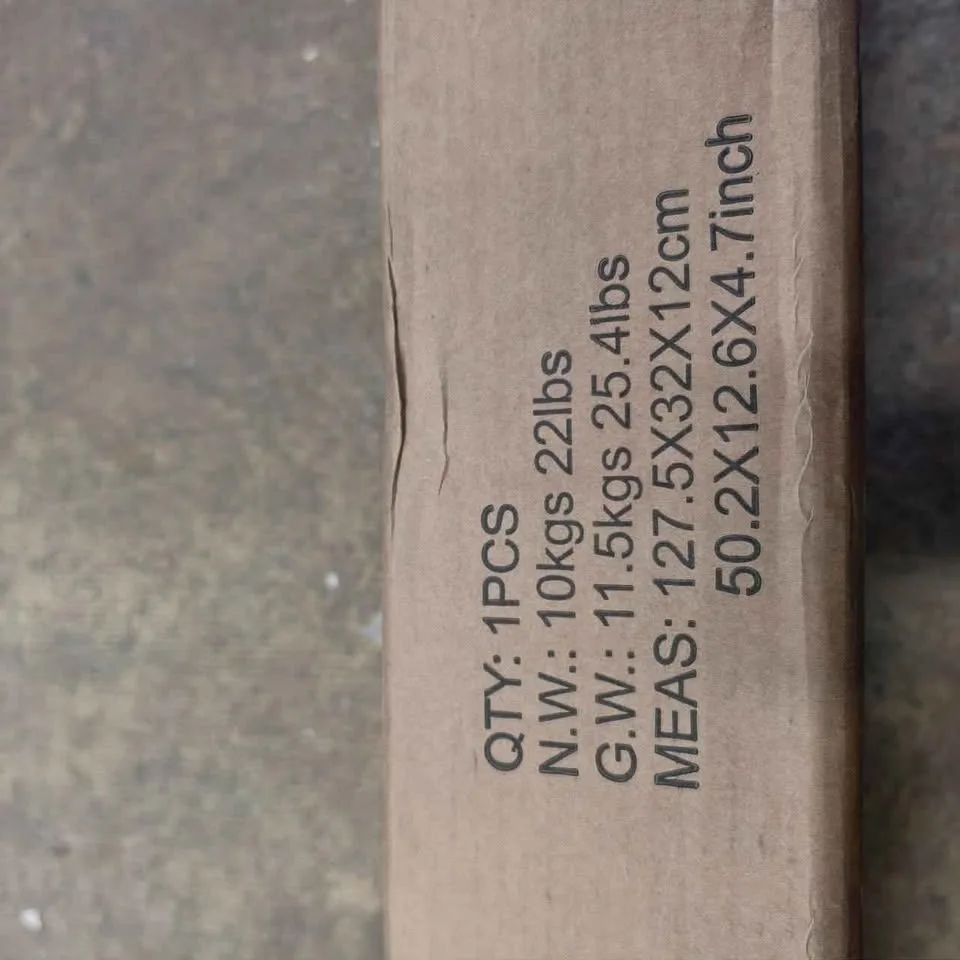 QTY: 1PCS
N.W.: 10kgs 22lbs
G.W.: 11.5kgs 25.4lbs
MEAS: 127.5X32X12cm
50.2X12.6X4.7inch